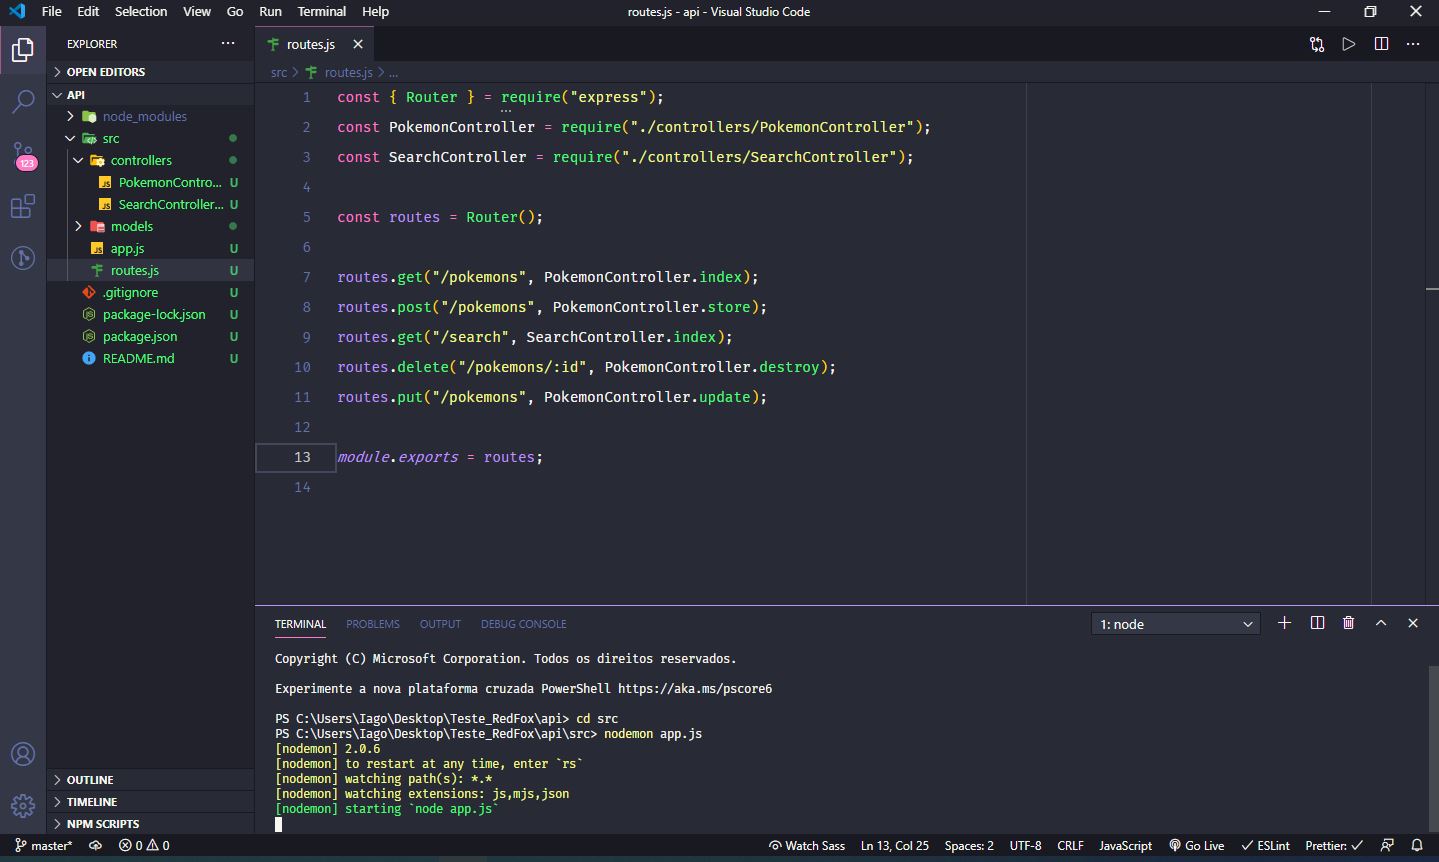 File Edit Selection View Go Run Terminal Help routes.js - api - Visual Studio Code
EXPLORER
OPEN EDITORS
API
node_modules
src
controllers
PokemonContro... U
SearchController... U
models
app.js U
routes.js U
.gitignore U
package-lock.json U
package.json U
README.md U
123
OUTLINE
TIMELINE
NPM SCRIPTS
routes.js
src > routes.js > ...
1 const { Router } = require("express");
2 const PokemonController = require("./controllers/PokemonController");
3 const SearchController = require("./controllers/SearchController");
4
5 const routes = Router();
6
7 routes.get("/pokemons", PokemonController.index);
8 routes.post("/pokemons", PokemonController.store);
9 routes.get("/search", SearchController.index);
10 routes.delete("/pokemons/:id", PokemonController.destroy);
11 routes.put("/pokemons", PokemonController.update);
12
13 module.exports = routes;
14
TERMINAL PROBLEMS OUTPUT DEBUG CONSOLE 1: node
Copyright (C) Microsoft Corporation. Todos os direitos reservados.
Experimente a nova plataforma cruzada PowerShell https://aka.ms/pscore6
PS C:\Users\Iago\Desktop\Teste_RedFox\api> cd src
PS C:\Users\Iago\Desktop\Teste_RedFox\api\src> nodemon app.js
[nodemon] 2.0.6
[nodemon] to restart at any time, enter `rs`
[nodemon] watching path(s): *.*
[nodemon] watching extensions: js,mjs,json
[nodemon] starting `node app.js`
master* 0 0 Watch Sass Ln 13, Col 25 Spaces: 2 UTF-8 CRLF JavaScript Go Live ESLint Prettier: